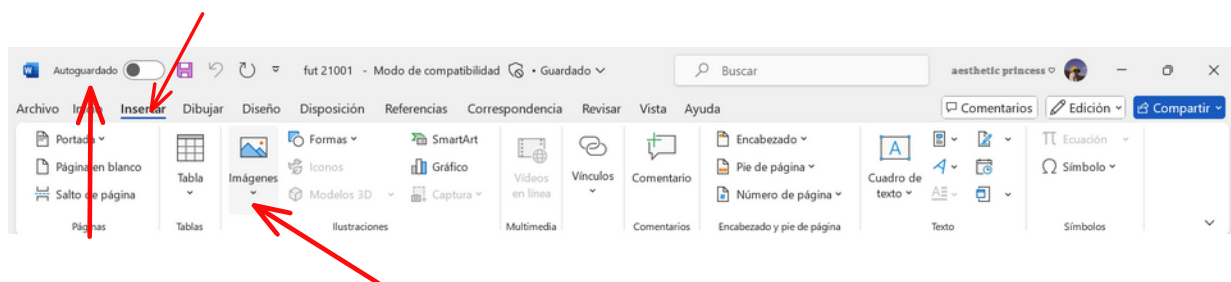 Autoguardado fut 21001 - Modo de compatibilidad • Guardado Buscar aesthetic princess ♡
Archivo Inicio Insertar Dibujar Diseño Disposición Referencias Correspondencia Revisar Vista Ayuda Comentarios Edición Compartir
Portada
Página en blanco
Salto de página
Páginas
Tabla
Tablas
Imágenes
Formas
Iconos
Modelos 3D
SmartArt
Gráfico
Captura
Ilustraciones
Vídeos
en línea
Multimedia
Vínculos
Comentario
Comentarios
Encabezado
Pie de página
Número de página
Encabezado y pie de página
Cuadro de
texto
Texto
Ecuación
Símbolo
Símbolos